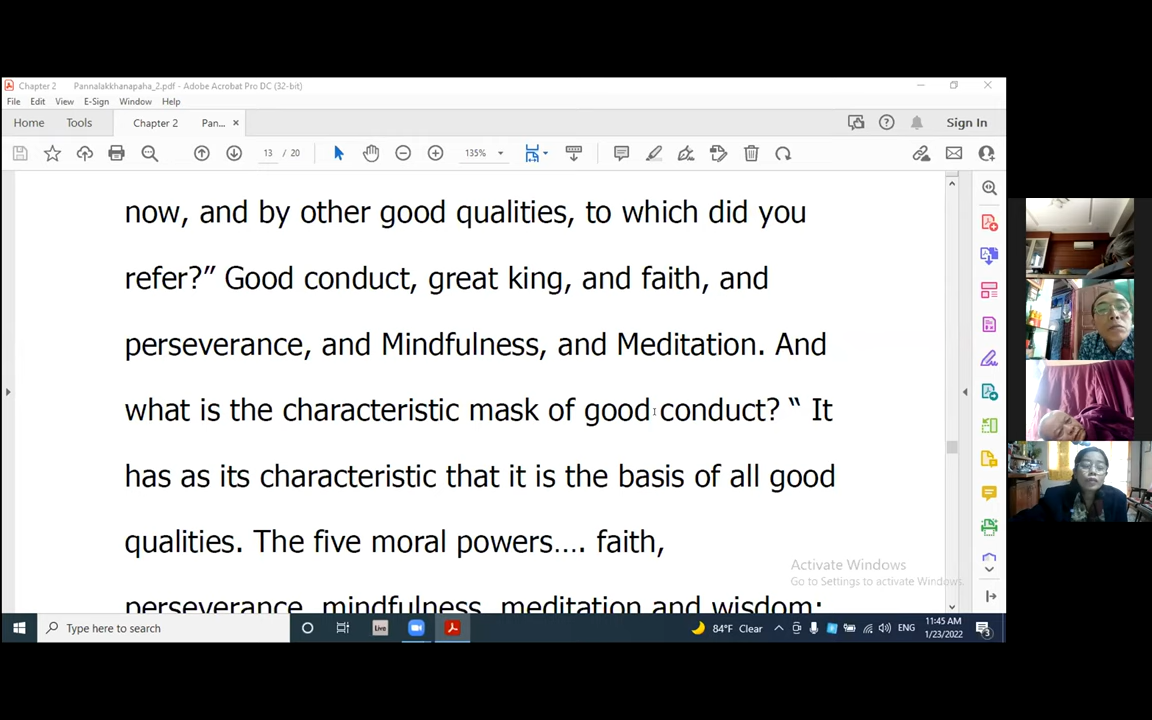 Chapter 2 Pannalakkhanapaha_2.pdf - Adobe Acrobat Pro DC (32-bit)
File Edit View E-Sign Window Help
Home Tools Chapter 2 Pan... × Sign In
13 / 20 135%
now, and by other good qualities, to which did you
refer?” Good conduct, great king, and faith, and
perseverance, and Mindfulness, and Meditation. And
what is the characteristic mask of good conduct? “ It
has as its characteristic that it is the basis of all good
qualities. The five moral powers…. faith,
perseverance, mindfulness, meditation and wisdom;
Activate Windows
Go to Settings to activate Windows.
Type here to search Live 84°F Clear ENG 11:45 AM
1/23/2022
3